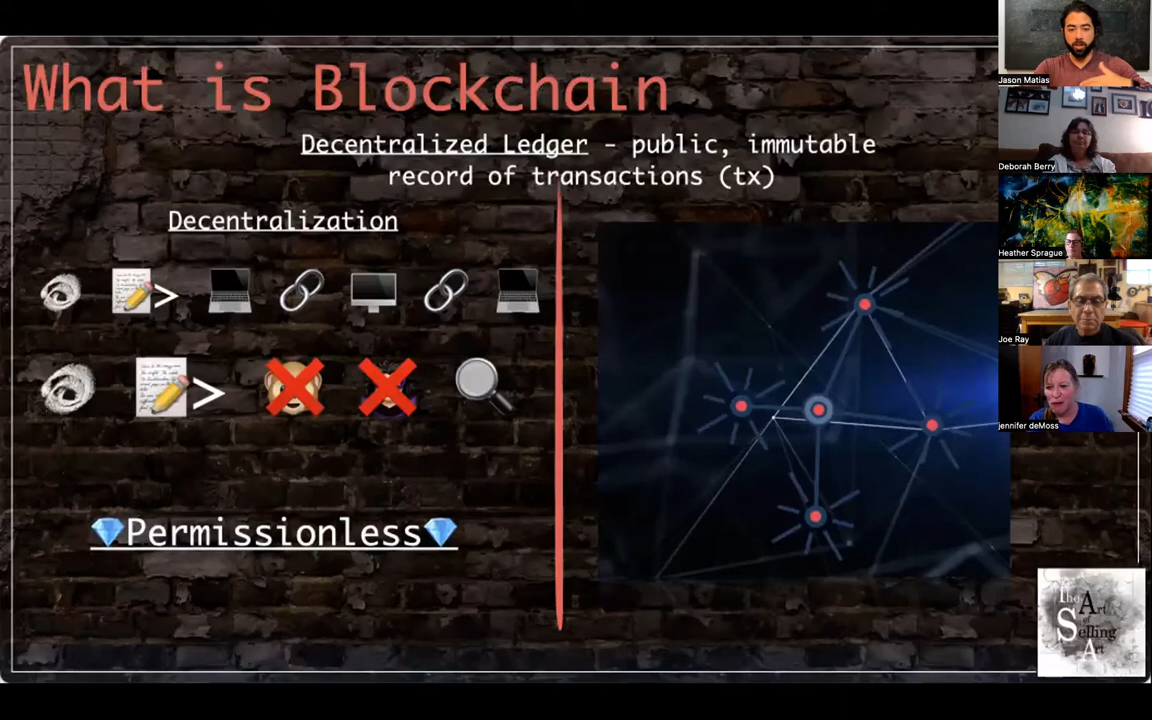 What is Blockchain
Decentralized Ledger - public, immutable
record of transactions (tx)
Decentralization
>
>
Permissionless
Jason Matias
Deborah Berry
Heather Sprague
Joe Ray
jennifer deMoss
The
Art
of
Selling
Art